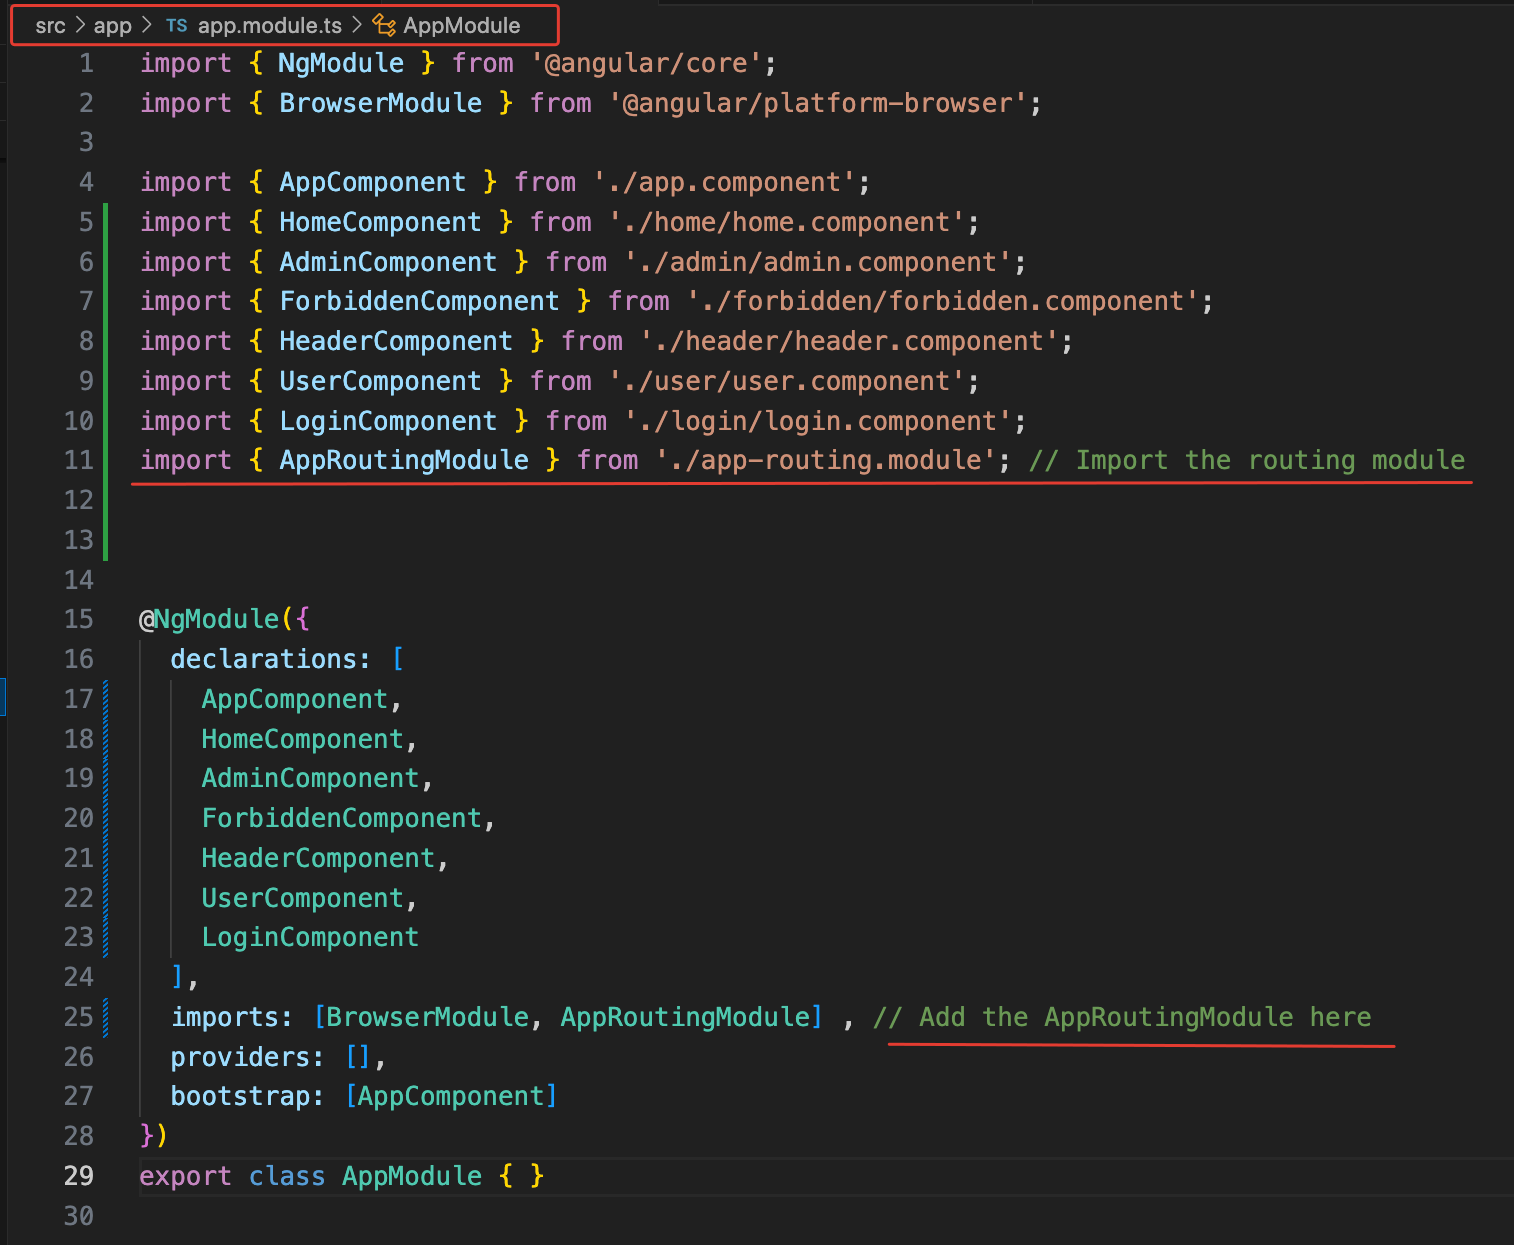 src > app > TS app.module.ts > AppModule
1 import { NgModule } from '@angular/core';
2 import { BrowserModule } from '@angular/platform-browser';
3
4 import { AppComponent } from './app.component';
5 import { HomeComponent } from './home/home.component';
6 import { AdminComponent } from './admin/admin.component';
7 import { ForbiddenComponent } from './forbidden/forbidden.component';
8 import { HeaderComponent } from './header/header.component';
9 import { UserComponent } from './user/user.component';
10 import { LoginComponent } from './login/login.component';
11 import { AppRoutingModule } from './app-routing.module'; // Import the routing module
12
13
14
15 @NgModule({
16   declarations: [
17     AppComponent,
18     HomeComponent,
19     AdminComponent,
20     ForbiddenComponent,
21     HeaderComponent,
22     UserComponent,
23     LoginComponent
24   ],
25   imports: [BrowserModule, AppRoutingModule] , // Add the AppRoutingModule here
26   providers: [],
27   bootstrap: [AppComponent]
28 })
29 export class AppModule { }
30